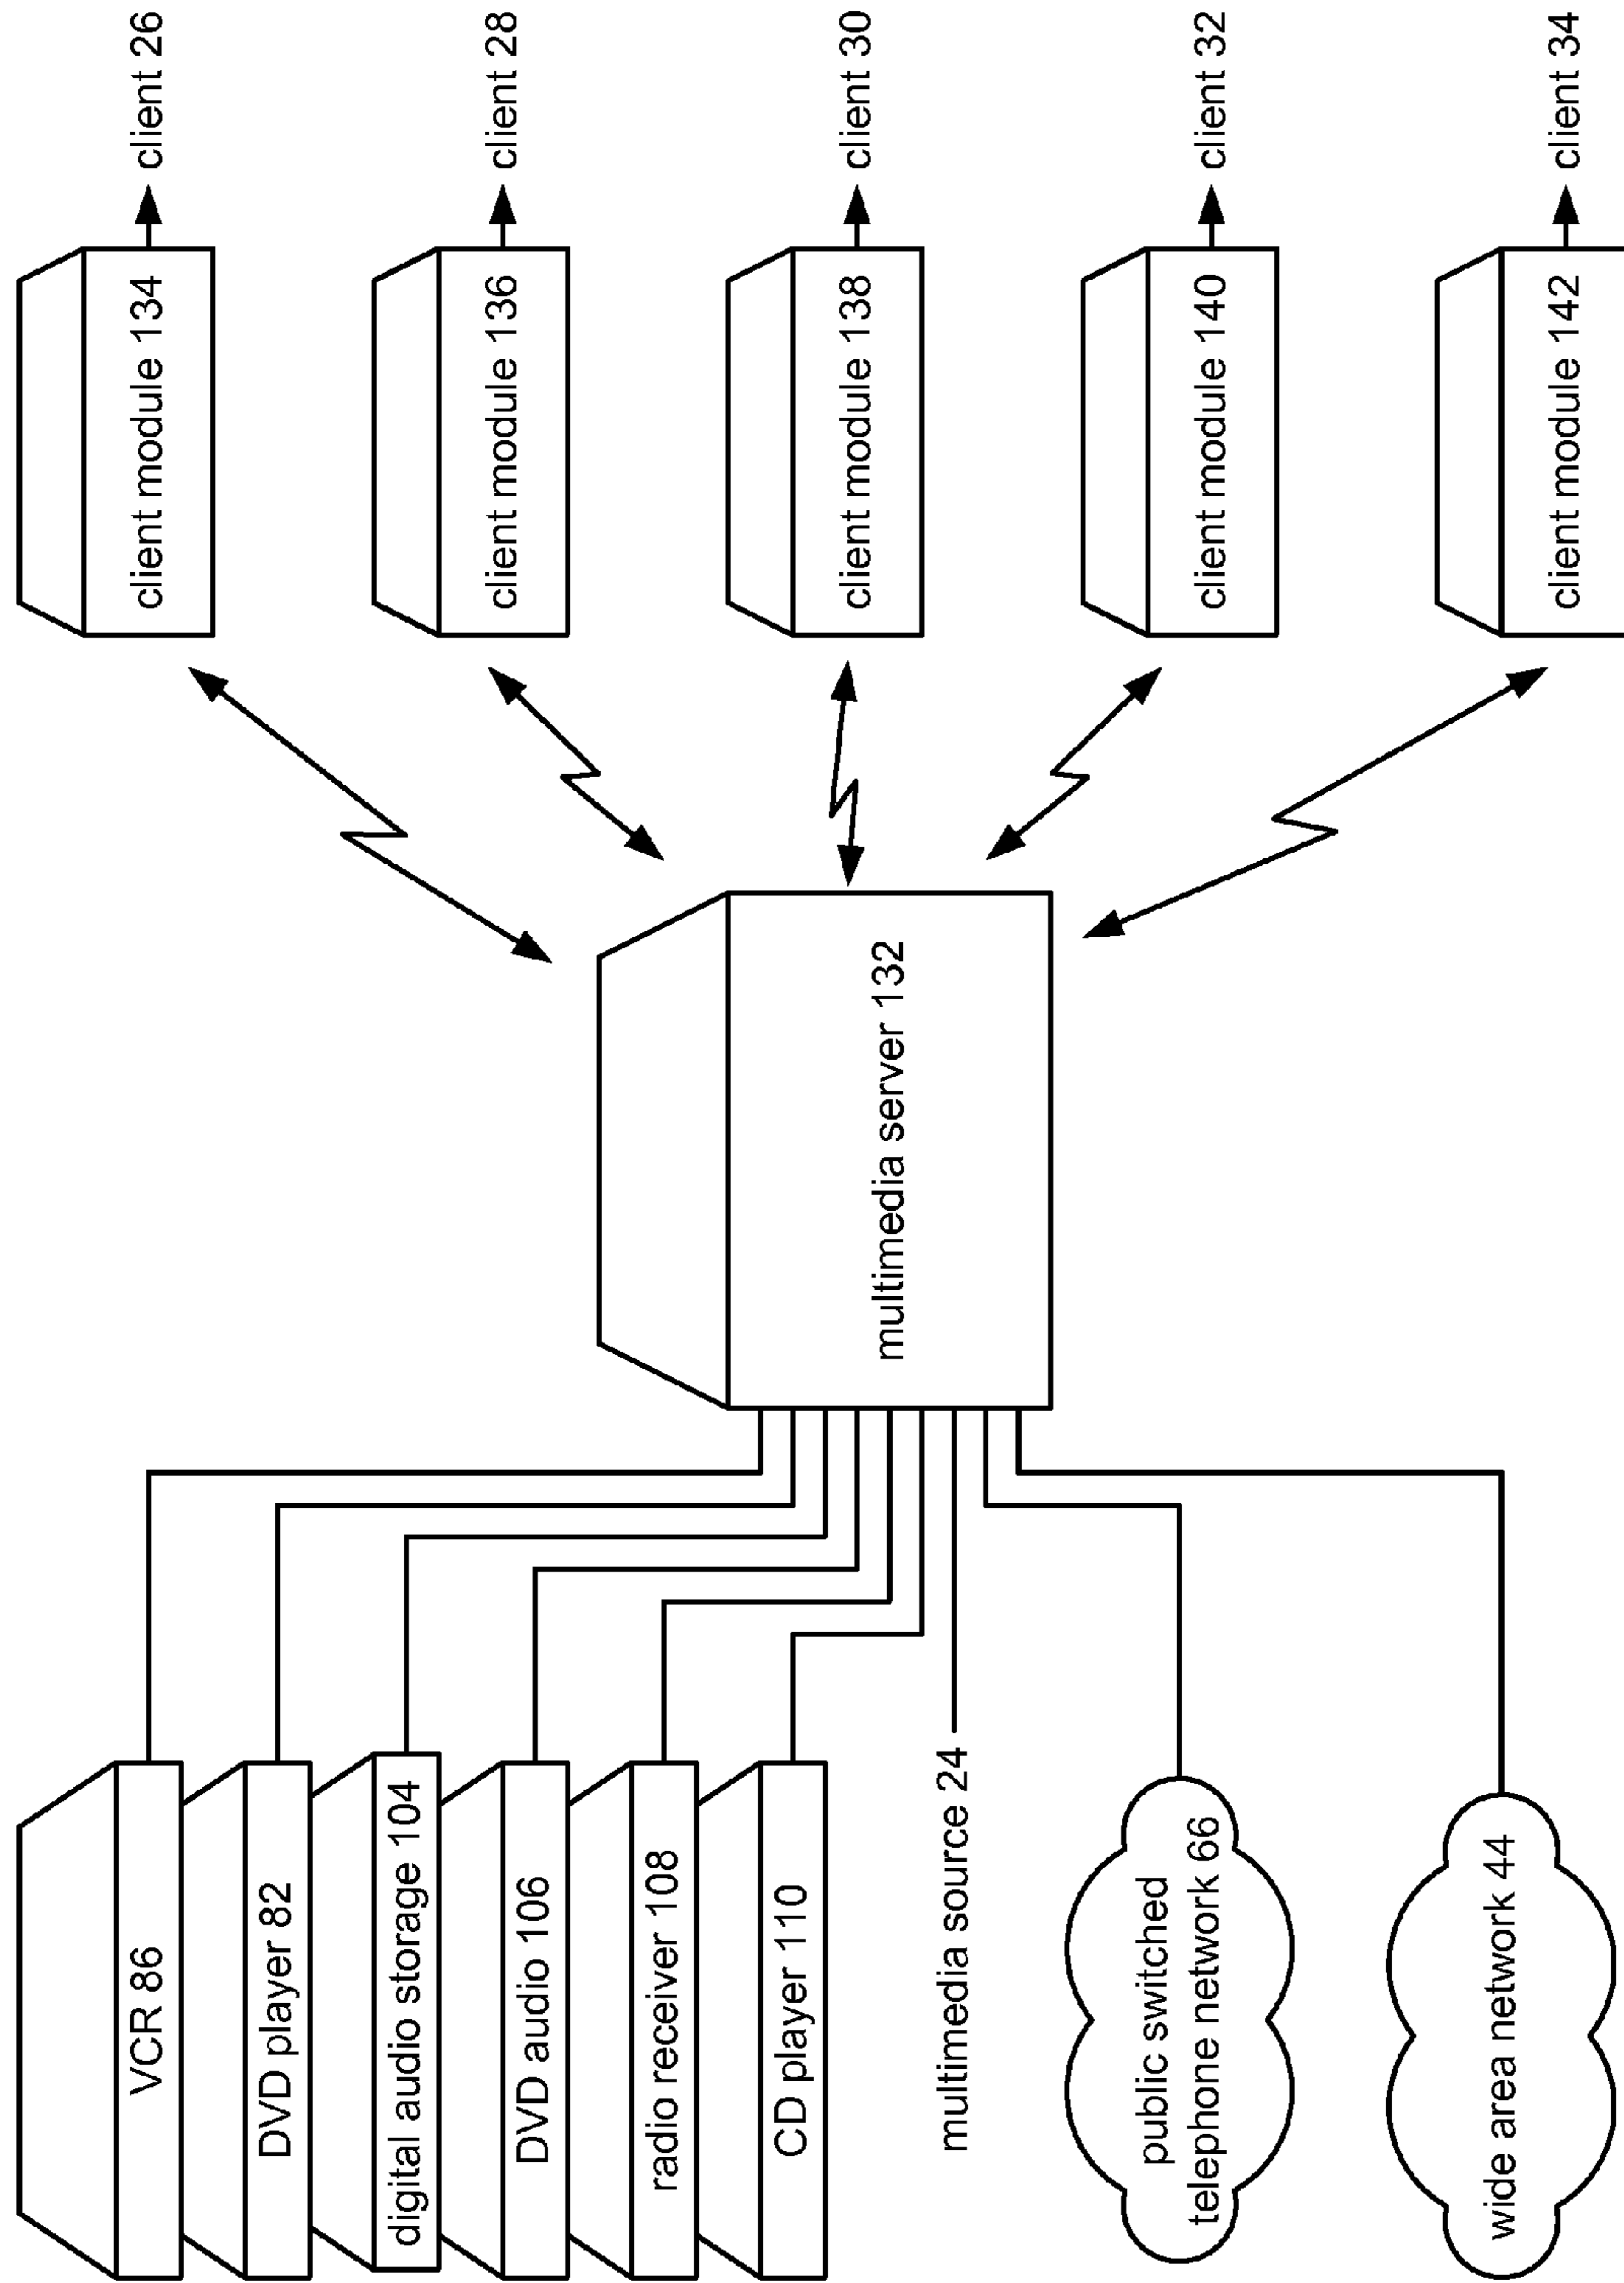 VCR 86
DVD player 82
digital audio storage 104
DVD audio 106
radio receiver 108
CD player 110
multimedia source 24
public switched
telephone network 66
wide area network 44
multimedia server 132
client module 134
client 26
client module 136
client 28
client module 138
client 30
client module 140
client 32
client module 142
client 34